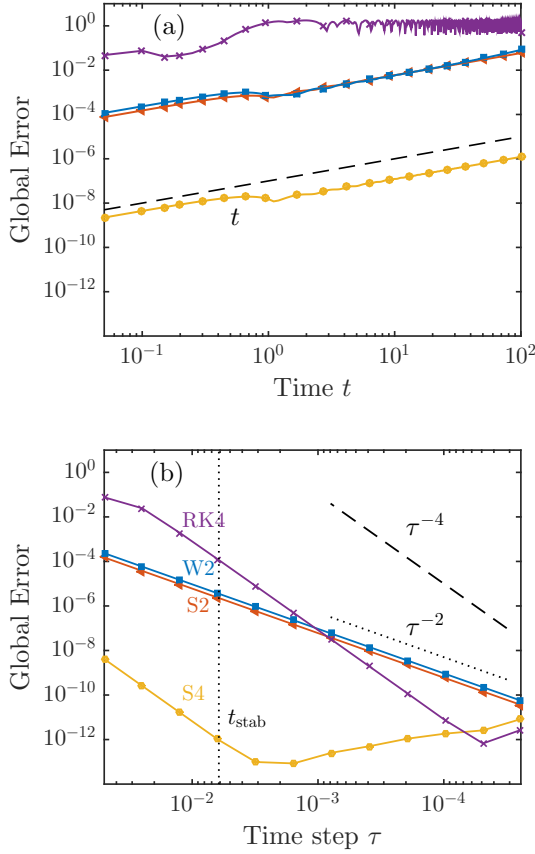 (a)
10^0
10^-2
10^-4
10^-6
10^-8
10^-10
10^-12
Global Error
t
10^-1
10^0
10^1
10^2
Time t
(b)
10^0
10^-2
10^-4
10^-6
10^-8
10^-10
10^-12
Global Error
RK4
W2
S2
S4
τ^-4
τ^-2
t_stab
10^-2
10^-3
10^-4
Time step τ